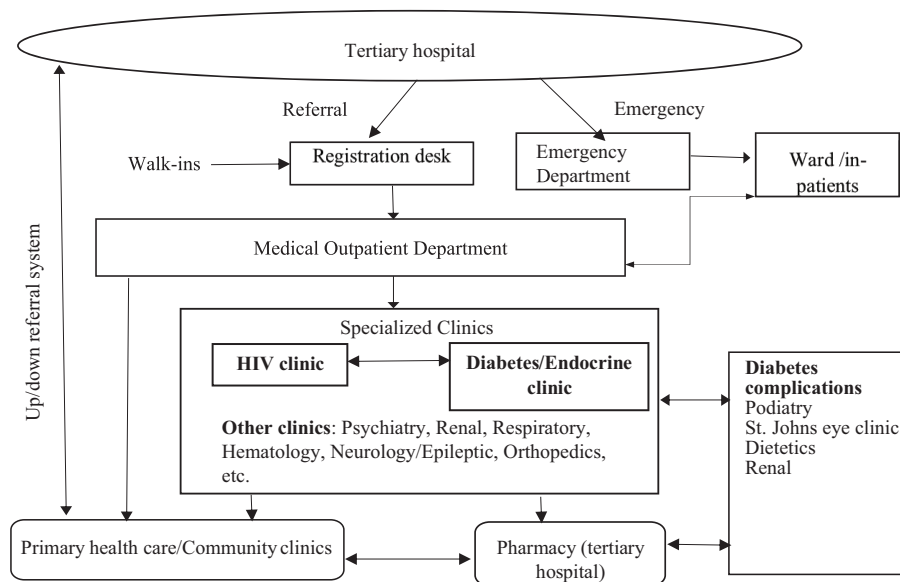 Tertiary hospital
Referral
Emergency
Walk-ins
Registration desk
Emergency
Department
Ward /in-
patients
Medical Outpatient Department
Up/down referral system
Specialized Clinics
HIV clinic
Diabetes/Endocrine
clinic
Other clinics: Psychiatry, Renal, Respiratory,
Hematology, Neurology/Epileptic, Orthopedics,
etc.
Diabetes
complications
Podiatry
St. Johns eye clinic
Dietetics
Renal
Primary health care/Community clinics
Pharmacy (tertiary
hospital)